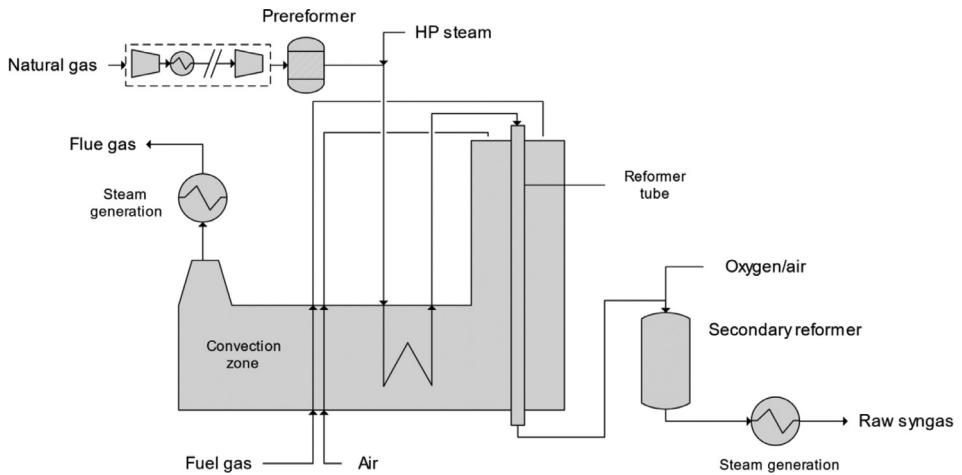 Prereformer
HP steam
Natural gas
Flue gas
Steam
generation
Reformer
tube
Oxygen/air
Secondary reformer
Convection
zone
Raw syngas
Fuel gas
Air
Steam generation